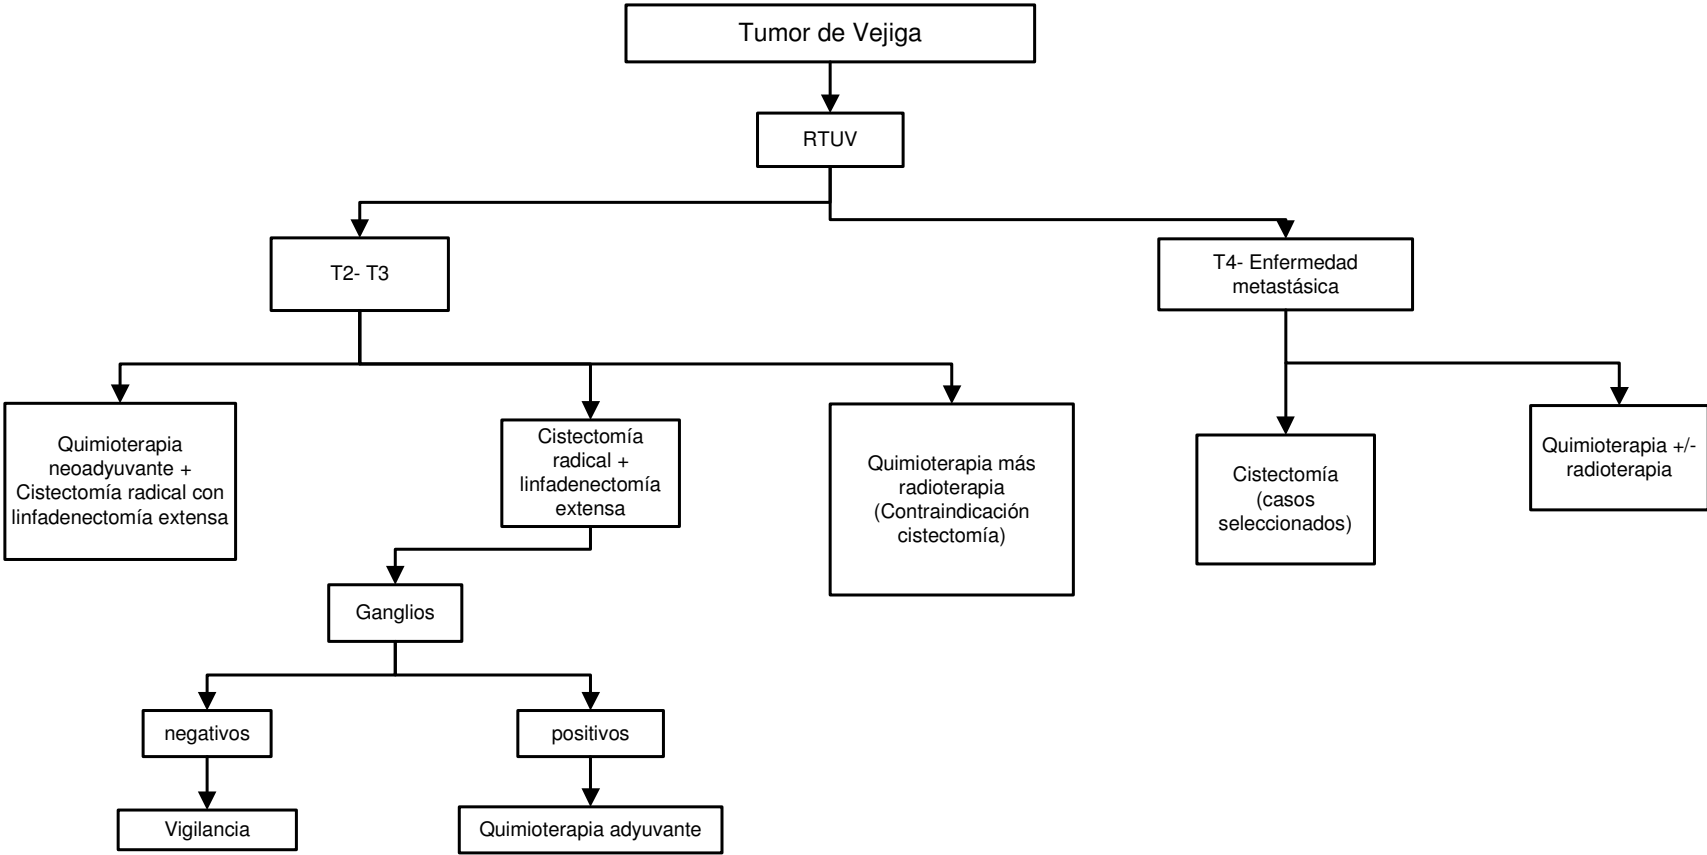 Tumor de Vejiga
RTUV
T2- T3
T4- Enfermedad
metastásica
Quimioterapia
neoadyuvante +
Cistectomía radical con
linfadenectomía extensa
Cistectomía
radical +
linfadenectomía
extensa
Quimioterapia más
radioterapia
(Contraindicación
cistectomía)
Cistectomía
(casos
seleccionados)
Quimioterapia +/-
radioterapia
Ganglios
negativos
positivos
Vigilancia
Quimioterapia adyuvante